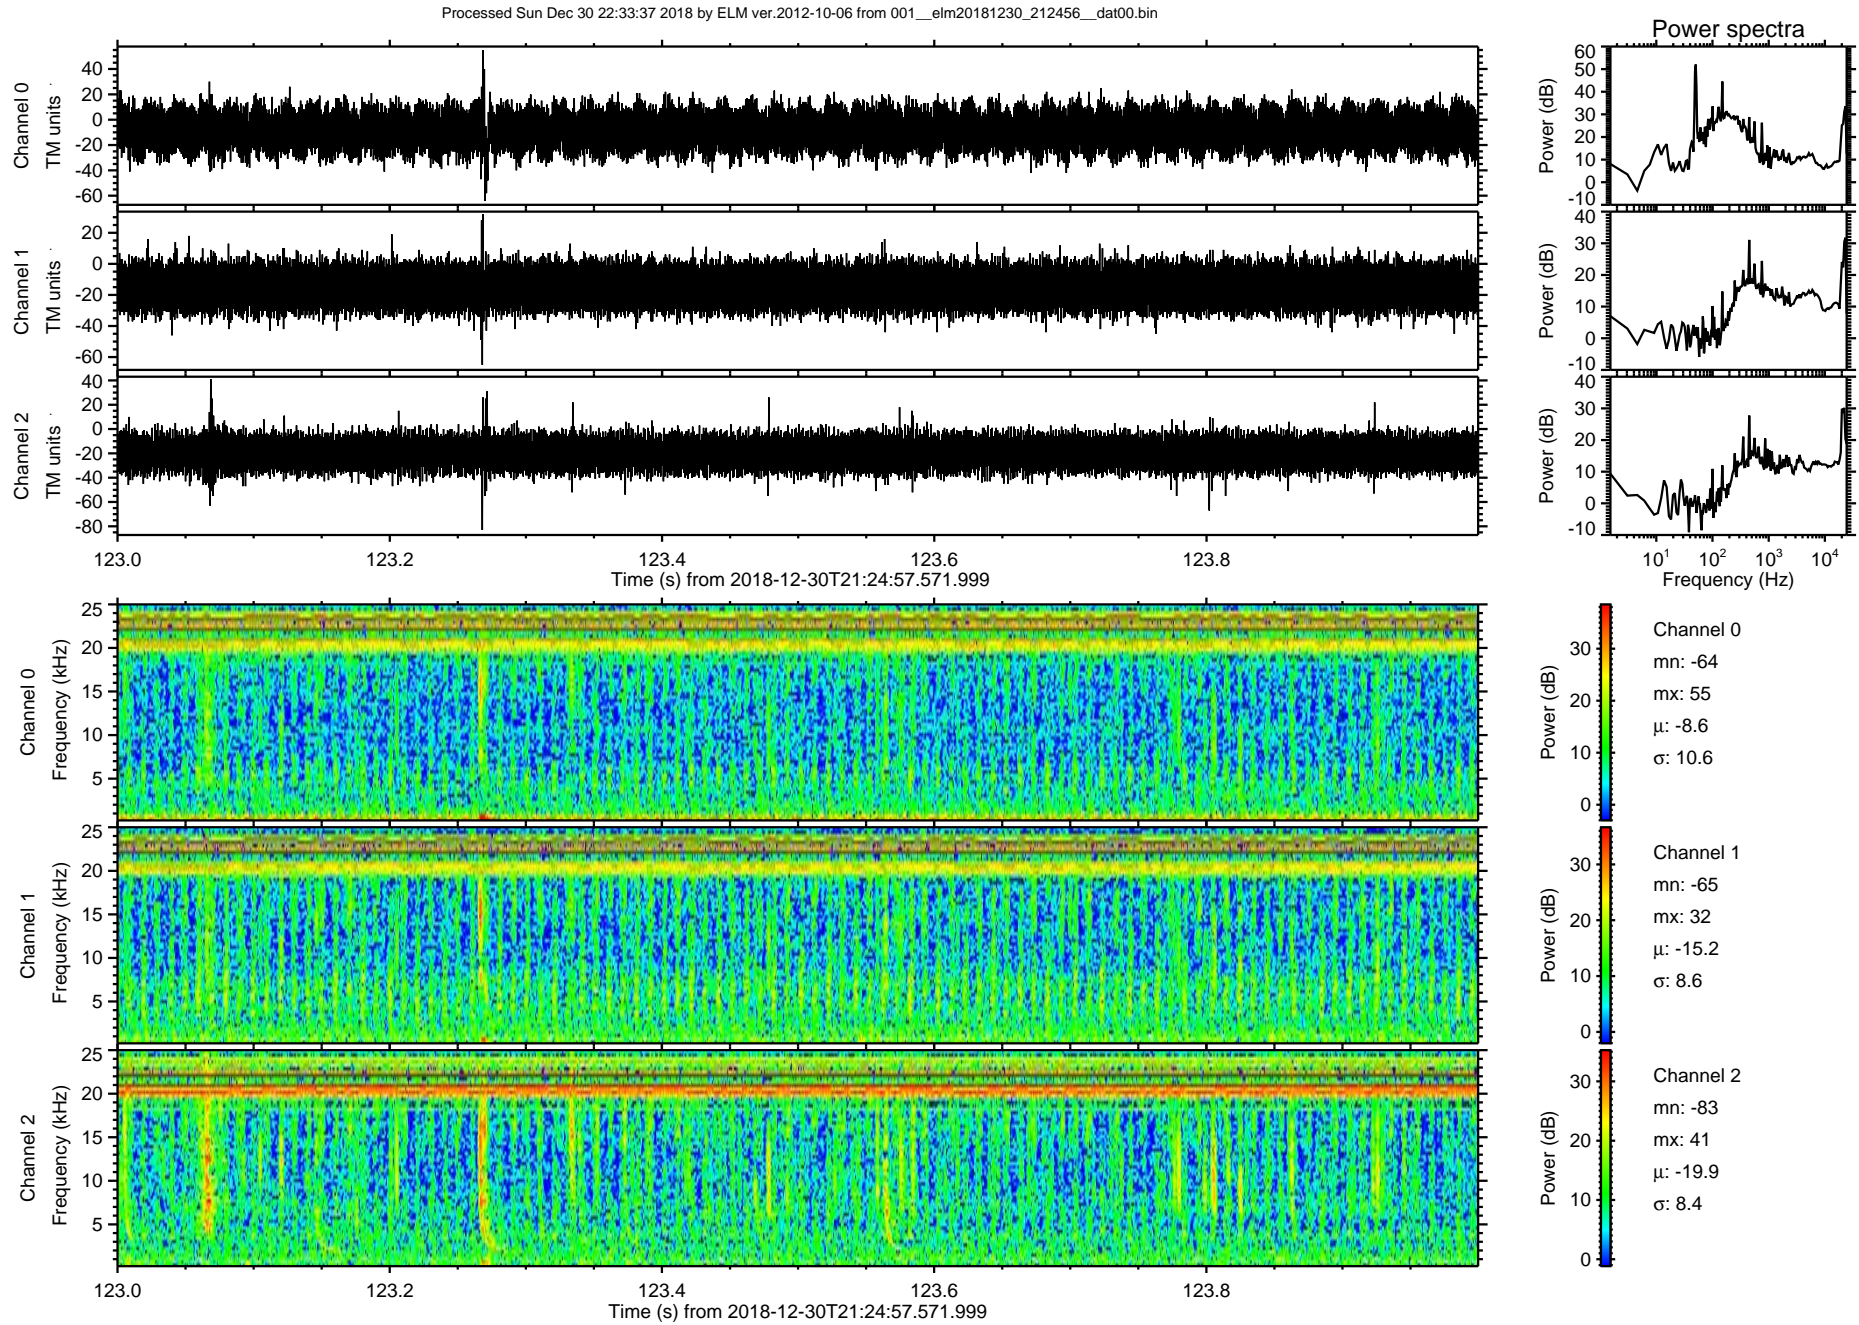 Processed Sun Dec 30 22:33:37 2018 by ELM ver.2012-10-06 from 001__elm20181230_212456__dat00.bin
Power spectra
Channel 0
TM units
40
20
0
-20
-40
-60
Power (dB)
60
50
40
30
20
10
0
-10
Channel 1
TM units
20
0
-20
-40
-60
Power (dB)
40
30
20
10
0
-10
Channel 2
TM units
40
20
0
-20
-40
-60
-80
Power (dB)
40
30
20
10
0
-10
123.0 123.2 123.4 123.6 123.8
Time (s) from 2018-12-30T21:24:57.571.999
10¹ 10² 10³ 10⁴
Frequency (Hz)
Channel 0
Frequency (kHz)
25
20
15
10
5
Power (dB)
30
20
10
0
Channel 0
mn: -64
mx: 55
μ: -8.6
σ: 10.6
Channel 1
Frequency (kHz)
25
20
15
10
5
Power (dB)
30
20
10
0
Channel 1
mn: -65
mx: 32
μ: -15.2
σ: 8.6
Channel 2
Frequency (kHz)
25
20
15
10
5
Power (dB)
30
20
10
0
Channel 2
mn: -83
mx: 41
μ: -19.9
σ: 8.4
123.0 123.2 123.4 123.6 123.8
Time (s) from 2018-12-30T21:24:57.571.999